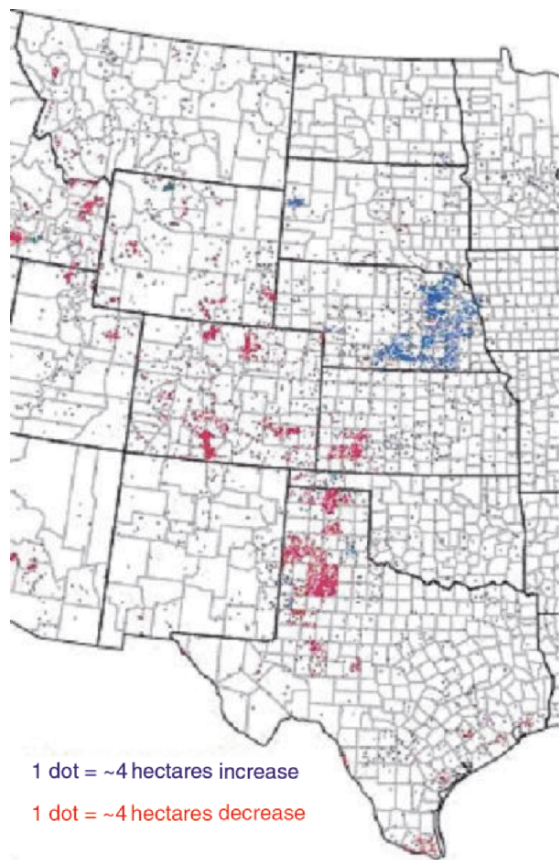 1 dot = ~4 hectares increase
1 dot = ~4 hectares decrease